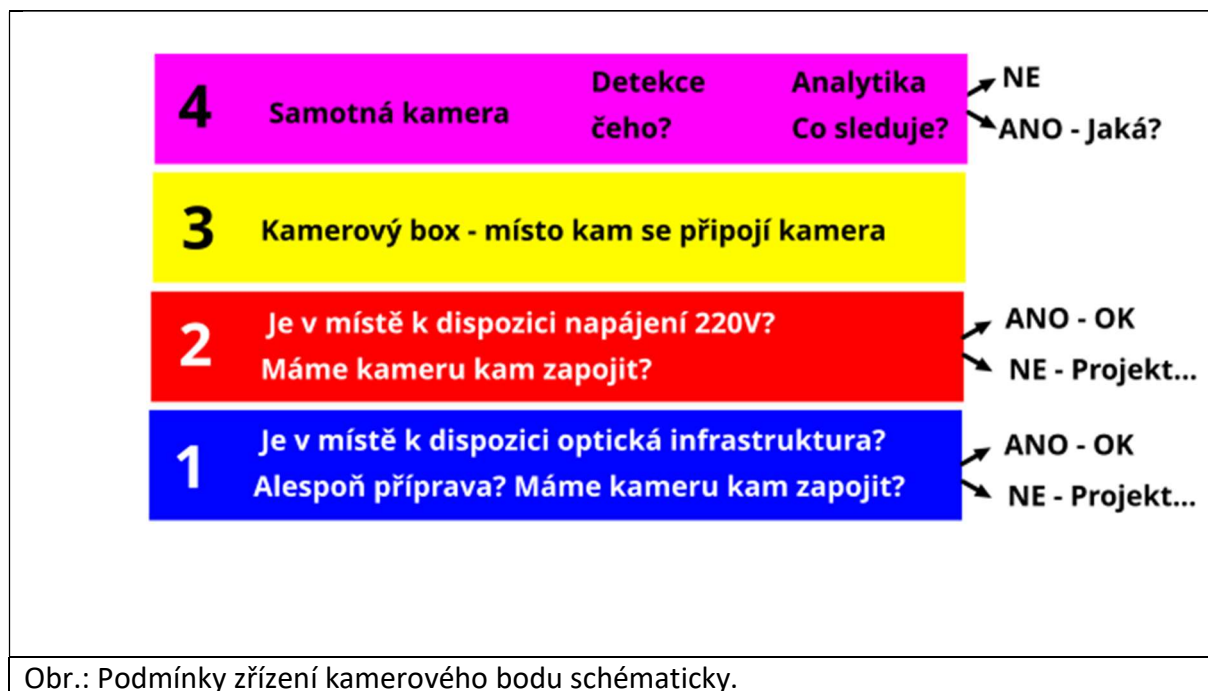 4 Samotná kamera Detekce Analytika NE
čeho? Co sleduje? ANO - Jaká?
3 Kamerový box - místo kam se připojí kamera
2 Je v místě k dispozici napájení 220V? ANO - OK
Máme kameru kam zapojit? NE - Projekt...
1 Je v místě k dispozici optická infrastruktura? ANO - OK
Alespoň příprava? Máme kameru kam zapojit? NE - Projekt...
Obr.: Podmínky zřízení kamerového bodu schématicky.